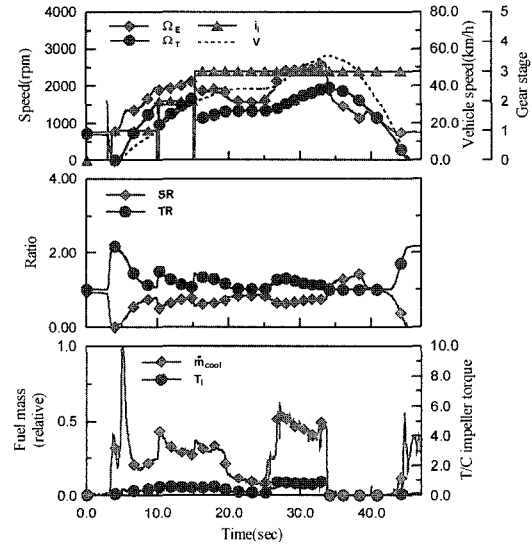 Ω_E
Ω_T
i_i
V
4000
3000
2000
1000
0
Speed(rpm)
80.0
60.0
40.0
20.0
0.0
Vehicle speed(km/h)
5
4
3
2
1
0
Gear stage
SR
TR
4.00
2.00
0.00
Ratio
ṁ_cool
T_I
1.0
0.5
0.0
Fuel mass
(relative)
10.0
8.0
6.0
4.0
2.0
0.0
T/C impeller torque
0.0 10.0 20.0 30.0 40.0
Time(sec)